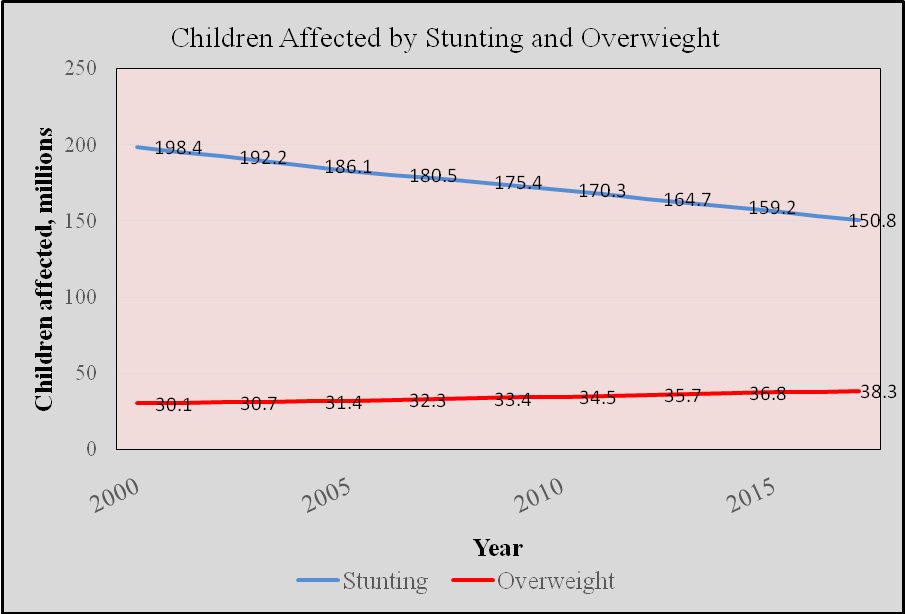 Children Affected by Stunting and Overwieght
250
200
150
100
50
0
Children affected, millions
198.4 192.2 186.1 180.5 175.4 170.3 164.7 159.2 150.8
30.1 30.7 31.4 32.3 33.4 34.5 35.7 36.8 38.3
2000 2005 2010 2015
Year
Stunting Overweight